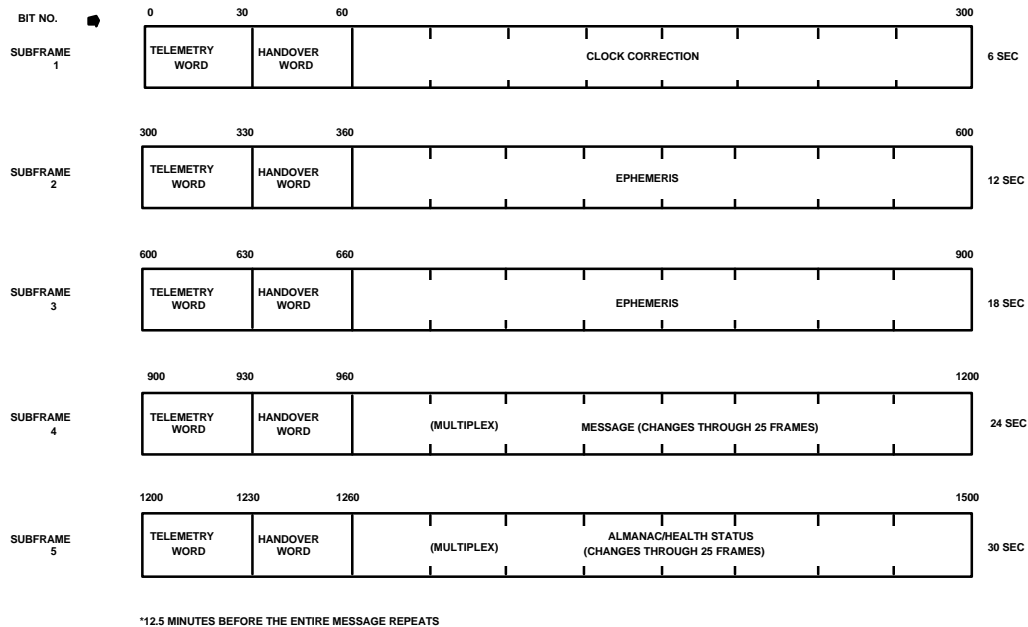 BIT NO. 0 30 60 300
SUBFRAME 1
TELEMETRY WORD
HANDOVER WORD
CLOCK CORRECTION
6 SEC
300 330 360 600
SUBFRAME 2
TELEMETRY WORD
HANDOVER WORD
EPHEMERIS
12 SEC
600 630 660 900
SUBFRAME 3
TELEMETRY WORD
HANDOVER WORD
EPHEMERIS
18 SEC
900 930 960 1200
SUBFRAME 4
TELEMETRY WORD
HANDOVER WORD
(MULTIPLEX)
MESSAGE (CHANGES THROUGH 25 FRAMES)
24 SEC
1200 1230 1260 1500
SUBFRAME 5
TELEMETRY WORD
HANDOVER WORD
(MULTIPLEX)
ALMANAC/HEALTH STATUS
(CHANGES THROUGH 25 FRAMES)
30 SEC
*12.5 MINUTES BEFORE THE ENTIRE MESSAGE REPEATS